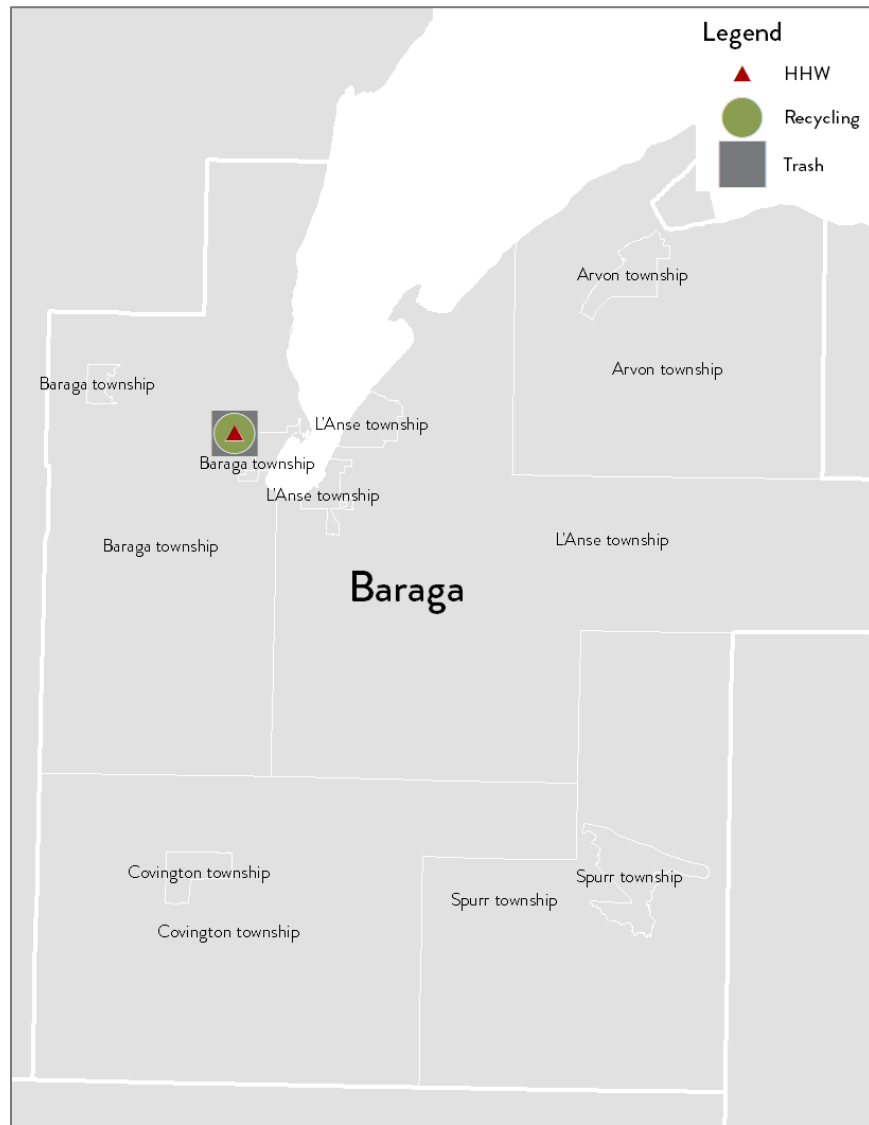 Legend
HHW
Recycling
Trash
Arvon township
Arvon township
Baraga township
L'Anse township
Baraga township
L'Anse township
Baraga township
L'Anse township
Baraga
Covington township
Spurr township
Spurr township
Covington township